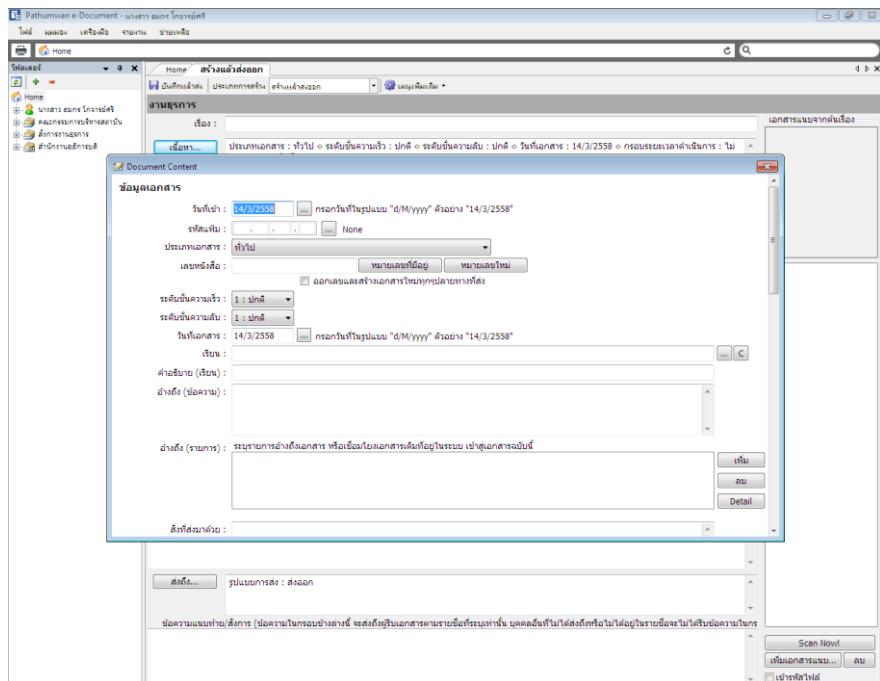 Pathumwan e-Document - นางสาว ธมกร โกจารย์ศรี
ไฟล์ มุมมอง เครื่องมือ รายงาน ช่วยเหลือ
Home
โฟลเดอร์
Home สร้างแล้วส่งออก
บันทึกแล้วส่ง ประเภทการสร้าง สร้างแล้วส่งออก เมนูเพิ่มเติม
Home
นางสาว ธมกร โกจารย์ศรี
คณะกรรมการบริหารสถาบัน
สั่งการงานธุรการ
สำนักงานอธิการบดี
งานธุรการ
เรื่อง :
เอกสารแนบจากต้นเรื่อง
เนื้อหา... ประเภทเอกสาร : ทั่วไป ○ ระดับชั้นความเร็ว : ปกติ ○ ระดับชั้นความลับ : ปกติ ○ วันที่เอกสาร : 14/3/2558 ○ กรอบระยะเวลาดำเนินการ : ไม่
Document Content
ข้อมูลเอกสาร
วันที่เข้า : 14/3/2558 ... กรอกวันที่ในรูปแบบ "d/M/yyyy" ตัวอย่าง "14/3/2558"
รหัสแฟ้ม : . . . ... None
ประเภทเอกสาร : ทั่วไป
เลขหนังสือ : หมายเลขที่มีอยู่ หมายเลขใหม่
ออกเลขและสร้างเอกสารใหม่ทุกๆปลายทางที่ส่ง
ระดับชั้นความเร็ว : 1 : ปกติ
ระดับชั้นความลับ : 1 : ปกติ
วันที่เอกสาร : 14/3/2558 ... กรอกวันที่ในรูปแบบ "d/M/yyyy" ตัวอย่าง "14/3/2558"
เรียน : ... C
คำอธิบาย (เรียน) :
อ้างถึง (ข้อความ) :
อ้างถึง (รายการ) : ระบุรายการอ้างถึงเอกสาร หรือเชื่อมโยงเอกสารเดิมที่อยู่ในระบบ เข้าสู่เอกสารฉบับนี้
เพิ่ม
ลบ
Detail
สิ่งที่ส่งมาด้วย :
ส่งถึง... รูปแบบการส่ง : ส่งออก
ข้อความแนบท้าย/สั่งการ (ข้อความในกรอบข้างล่างนี้ จะส่งถึงผู้รับเอกสารตามรายชื่อที่ระบุเท่านั้น บุคคลอื่นที่ไม่ได้ส่งถึงหรือไม่ได้อยู่ในรายชื่อจะไม่ได้รับข้อความในกร
Scan Now!
เพิ่มเอกสารแนบ... ลบ
เข้ารหัสไฟล์